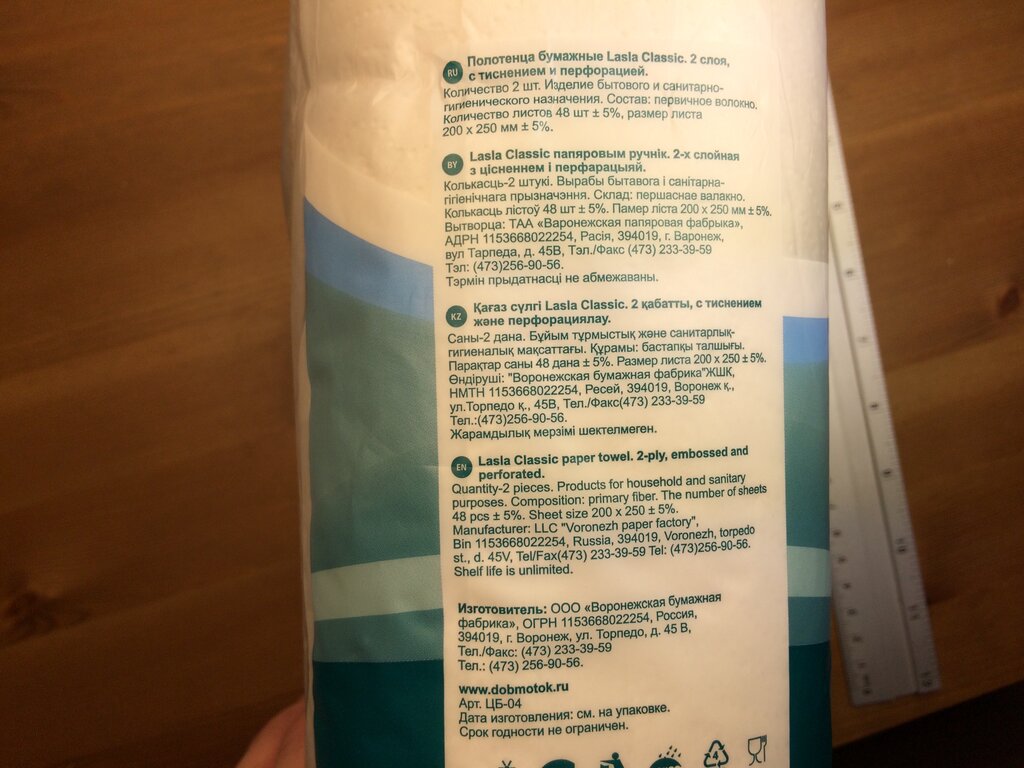 RU Полотенца бумажные Lasla Classic. 2 слоя,
с тиснением и перфорацией.
Количество 2 шт. Изделие бытового и санитарно-
гигиенического назначения. Состав: первичное волокно.
Количество листов 48 шт ± 5%, размер листа
200 x 250 мм ± 5%.
BY Lasla Classic папяровым ручнік. 2-х слойная
з цісненнем і перфарацыяй.
Колькасць-2 штукі. Вырабы бытавога і санітарна-
гігіенічнага прызначэння. Склад: першаснае валакно.
Колькасць лістоў 48 шт ± 5%. Памер ліста 200 x 250 мм ± 5%.
Вытворца: ТАА «Варонежская папяровая фабрыка»,
АДРН 1153668022254, Расія, 394019, г. Варонеж,
вул Тарпеда, д. 45В, Тэл./Факс (473) 233-39-59
Тэл: (473)256-90-56.
Тэрмін прыдатнасці не абмежаваны.
KZ Қағаз сүлгі Lasla Classic. 2 қабатты, с тиснением
және перфорациялау.
Саны-2 дана. Бұйым тұрмыстық және санитарлық-
гигиеналық мақсаттағы. Құрамы: бастапқы талшығы.
Парақтар саны 48 дана ± 5%. Размер листа 200 x 250 ± 5%.
Өндіруші: "Воронежская бумажная фабрика"ЖШК,
НМТН 1153668022254, Ресей, 394019, Воронеж қ.,
ул.Торпедо қ., 45В, Тел./Факс(473) 233-39-59
Тел.:(473)256-90-56.
Жарамдылық мерзімі шектелмеген.
EN Lasla Classic paper towel. 2-ply, embossed and
perforated.
Quantity-2 pieces. Products for household and sanitary
purposes. Composition: primary fiber. The number of sheets
48 pcs ± 5%. Sheet size 200 x 250 ± 5%.
Manufacturer: LLC "Voronezh paper factory",
Bin 1153668022254, Russia, 394019, Voronezh, torpedo
st., d. 45V, Tel/Fax(473) 233-39-59 Tel: (473)256-90-56.
Shelf life is unlimited.
Изготовитель: ООО «Воронежская бумажная
фабрика», ОГРН 1153668022254, Россия,
394019, г. Воронеж, ул. Торпедо, д. 45 В,
Тел./Факс: (473) 233-39-59
Тел.: (473) 256-90-56.
www.dobmotok.ru
Арт. ЦБ-04
Дата изготовления: см. на упаковке.
Срок годности не ограничен.
4